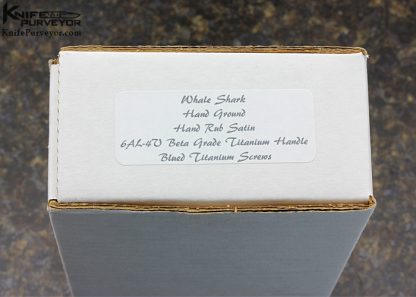 KNIFE
PURVEYOR
KnifePurveyor.com
Whale Shark
Hand Ground
Hand Rub Satin
6AL-4V Beta Grade Titanium Handle
Blued Titanium Screws